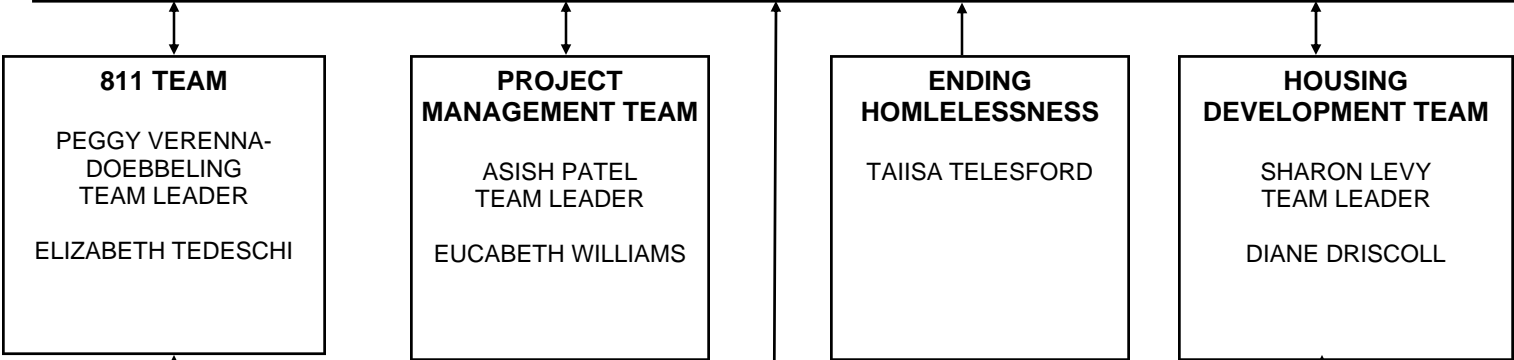 811 TEAM
PEGGY VERENNA-
DOEBBELING
TEAM LEADER
ELIZABETH TEDESCHI
PROJECT
MANAGEMENT TEAM
ASISH PATEL
TEAM LEADER
EUCABETH WILLIAMS
ENDING
HOMLELESSNESS
TAIISA TELESFORD
HOUSING
DEVELOPMENT TEAM
SHARON LEVY
TEAM LEADER
DIANE DRISCOLL